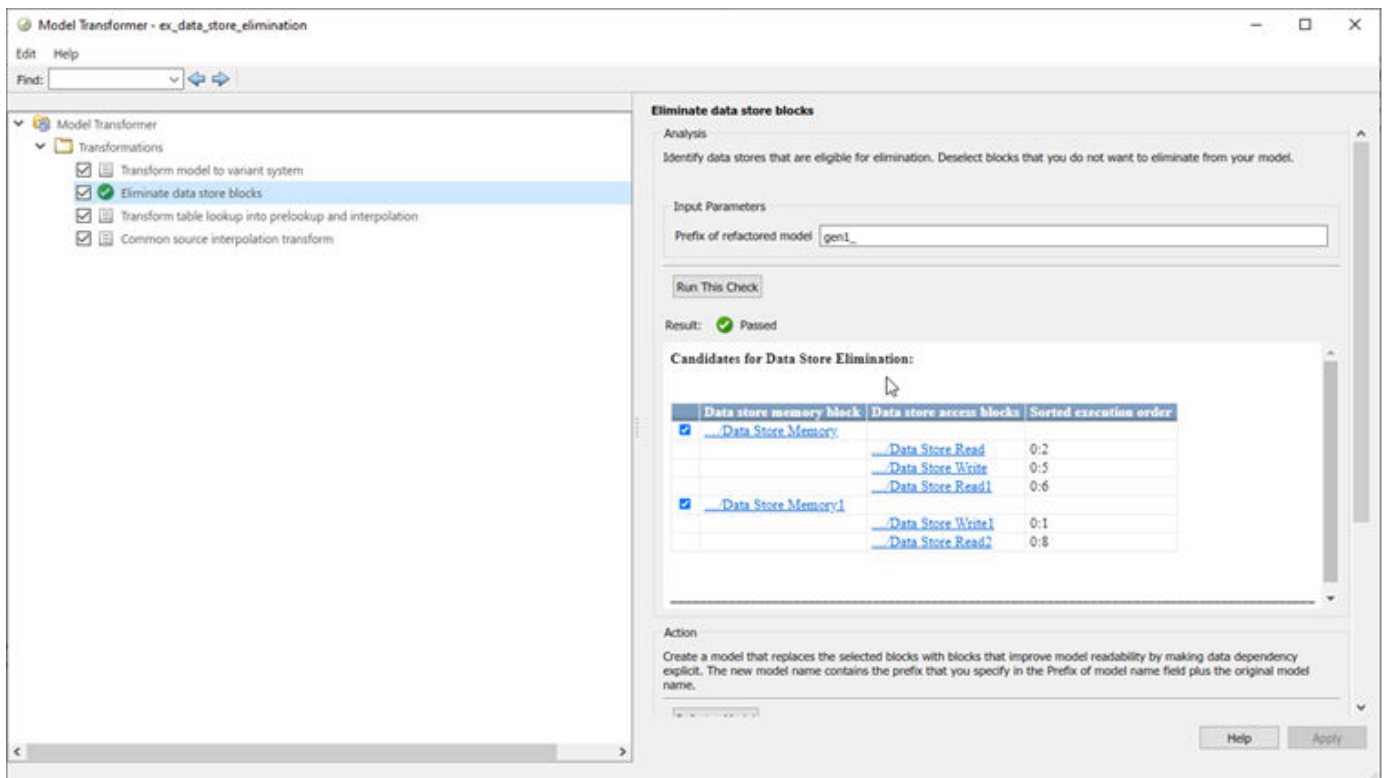 Model Transformer - ex_data_store_elimination
Edit Help
Find:
Model Transformer
Transformations
Transform model to variant system
Eliminate data store blocks
Transform table lookup into prelookup and interpolation
Common source interpolation transform
Eliminate data store blocks
Analysis
Identify data stores that are eligible for elimination. Deselect blocks that you do not want to eliminate from your model.
Input Parameters
Prefix of refactored model gen1_
Run This Check
Result: Passed
Candidates for Data Store Elimination:
Data store memory block Data store access blocks Sorted execution order
..../Data Store Memory
..../Data Store Read 0:2
..../Data Store Write 0:5
..../Data Store Read1 0:6
..../Data Store Memory1
..../Data Store Write1 0:1
..../Data Store Read2 0:8
Action
Create a model that replaces the selected blocks with blocks that improve model readability by making data dependency
explicit. The new model name contains the prefix that you specify in the Prefix of model name field plus the original model
name.
Help Apply